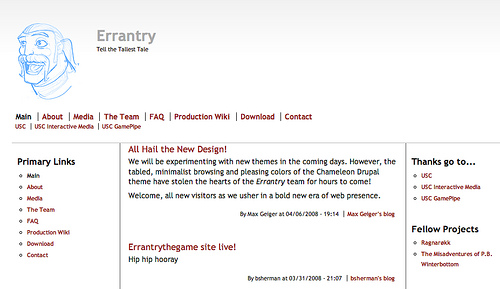 Errantry
Tell the Tallest Tale
Main | About | Media | The Team | FAQ | Production Wiki | Download | Contact
USC | USC Interactive Media | USC GamePipe
Primary Links
Main
About
Media
The Team
FAQ
Production Wiki
Download
Contact
All Hail the New Design!
We will be experimenting with new themes in the coming days. However, the
tabled, minimalist browsing and pleasing colors of the Chameleon Drupal
theme have stolen the hearts of the Errantry team for hours to come!
Welcome, all new visitors as we usher in a bold new era of web presence.
By Max Geiger at 04/06/2008 - 19:14 | Max Geiger's blog
Errantrythegame site live!
Hip hip hooray
By bsherman at 03/31/2008 - 21:07 | bsherman's blog
Thanks go to...
USC
USC Interactive Media
USC GamePipe
Fellow Projects
Ragnarøkk
The Misadventures of P.B.
Winterbottom